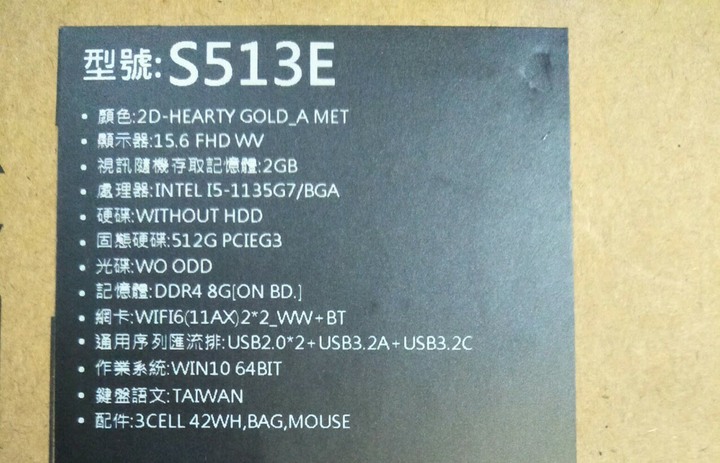 型號:S513E
• 顏色:2D-HEARTY GOLD_A MET
• 顯示器:15.6 FHD WV
• 視訊隨機存取記憶體:2GB
• 處理器:INTEL I5-1135G7/BGA
• 硬碟:WITHOUT HDD
• 固態硬碟:512G PCIEG3
• 光碟:WO ODD
• 記憶體:DDR4 8G[ON BD.]
• 網卡:WIFI6(11AX)2*2_WW+BT
• 通用序列匯流排:USB2.0*2+USB3.2A+USB3.2C
• 作業系統:WIN10 64BIT
• 鍵盤語文:TAIWAN
• 配件:3CELL 42WH,BAG,MOUSE